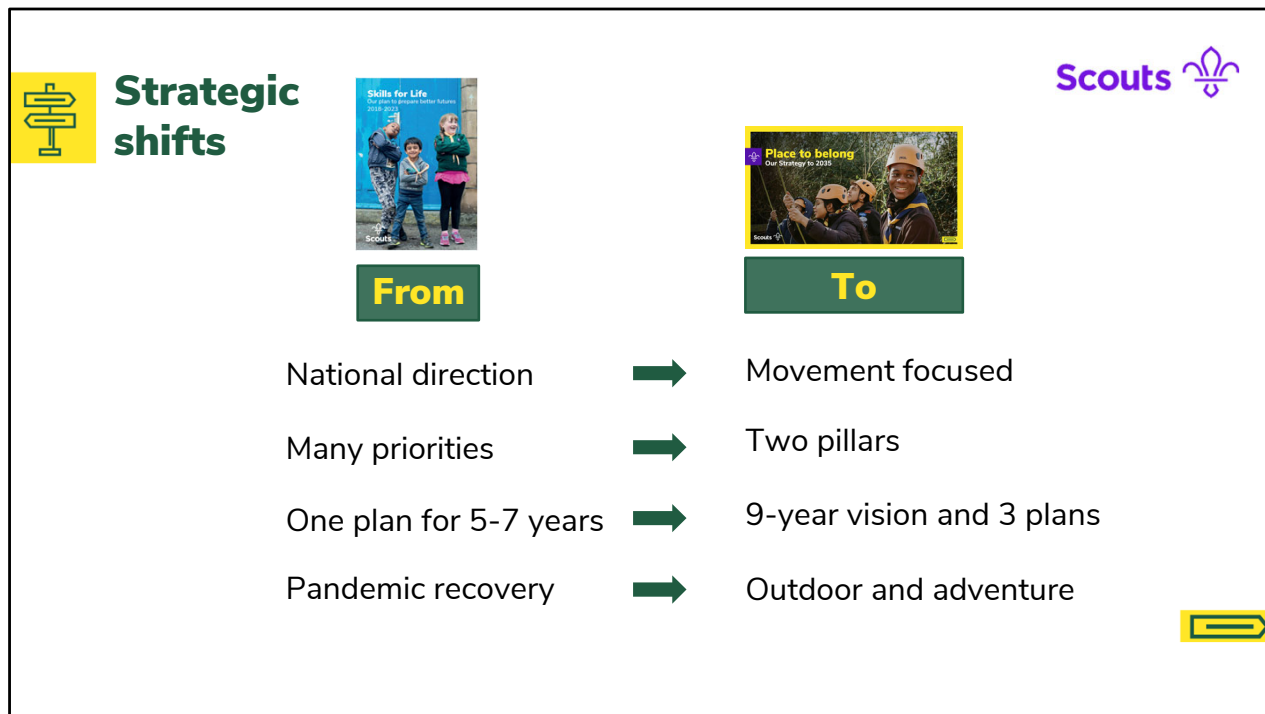 Strategic
shifts
Skills for Life
Our plan to prepare better futures
2018-2023
Scouts
Scouts
Place to belong
Our Strategy to 2035
Scouts
From
To
National direction
Movement focused
Many priorities
Two pillars
One plan for 5-7 years
9-year vision and 3 plans
Pandemic recovery
Outdoor and adventure